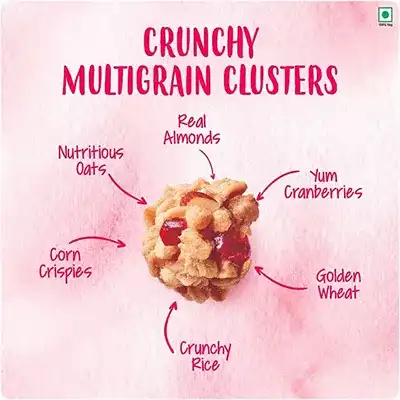 CRUNCHY
MULTIGRAIN CLUSTERS
Real
Almonds
Nutritious
Oats
Yum
Cranberries
Corn
Crispies
Golden
Wheat
Crunchy
Rice